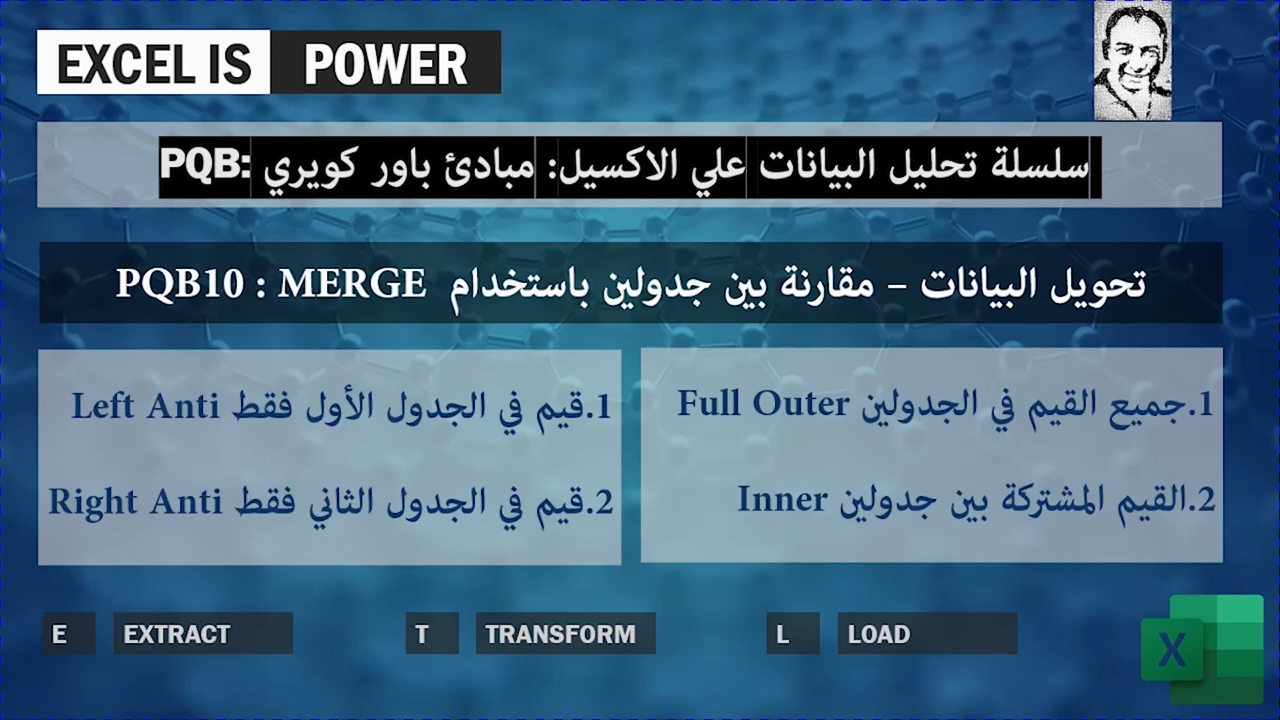 EXCEL IS POWER
سلسلة تحليل البيانات علي الاكسيل: مبادئ باور كويري PQB:
تحويل البيانات – مقارنة بين جدولين باستخدام PQB10 : MERGE
1.جميع القيم في الجدولين Full Outer
2.القيم المشتركة بين جدولين Inner
1.قيم في الجدول الأول فقط Left Anti
2.قيم في الجدول الثاني فقط Right Anti
E EXTRACT T TRANSFORM L LOAD
X